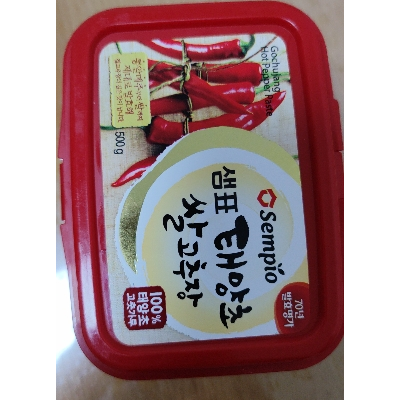 Gochujang
Hot Pepper Paste
500g
sempio
샘표
태양초
쌀고추장
70년
발효명가
100%
태양초
고춧가루